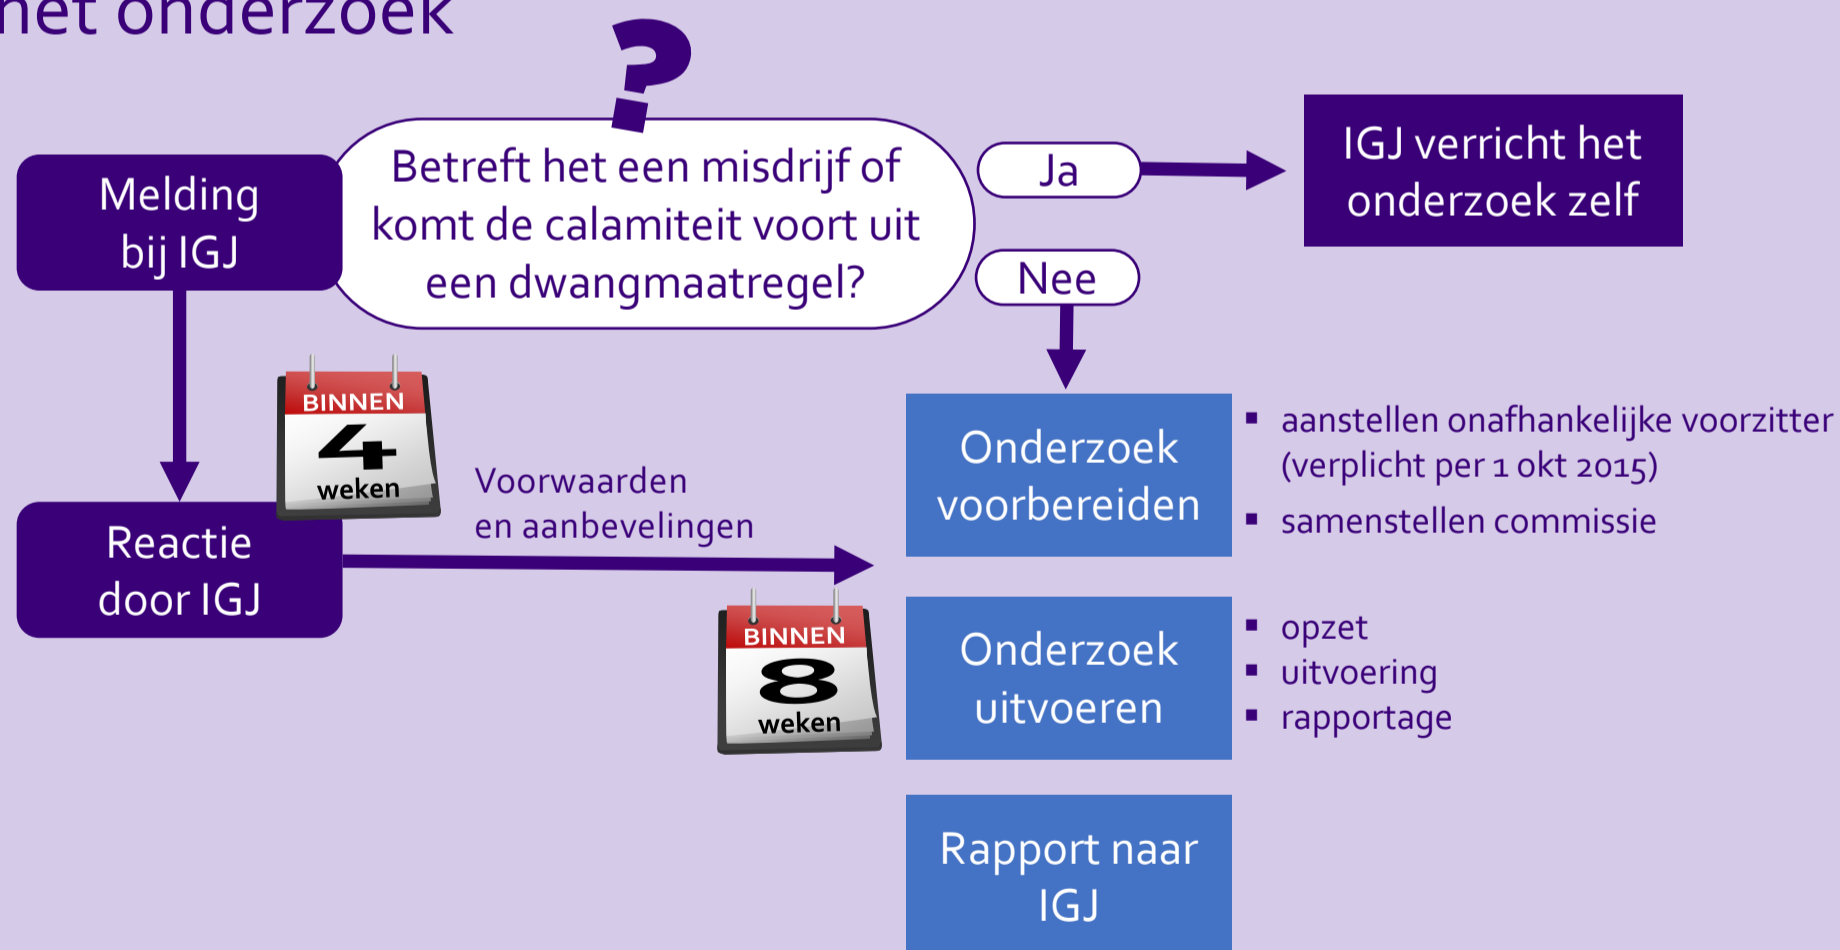 het onderzoek
?
Melding
bij IGJ
Betreft het een misdrijf of
komt de calamiteit voort uit
een dwangmaatregel?
Ja
IGJ verricht het
onderzoek zelf
Nee
BINNEN
4
weken
Reactie
door IGJ
Voorwaarden
en aanbevelingen
Onderzoek
voorbereiden
▪ aanstellen onafhankelijke voorzitter
(verplicht per 1 okt 2015)
▪ samenstellen commissie
BINNEN
8
weken
Onderzoek
uitvoeren
▪ opzet
▪ uitvoering
▪ rapportage
Rapport naar
IGJ